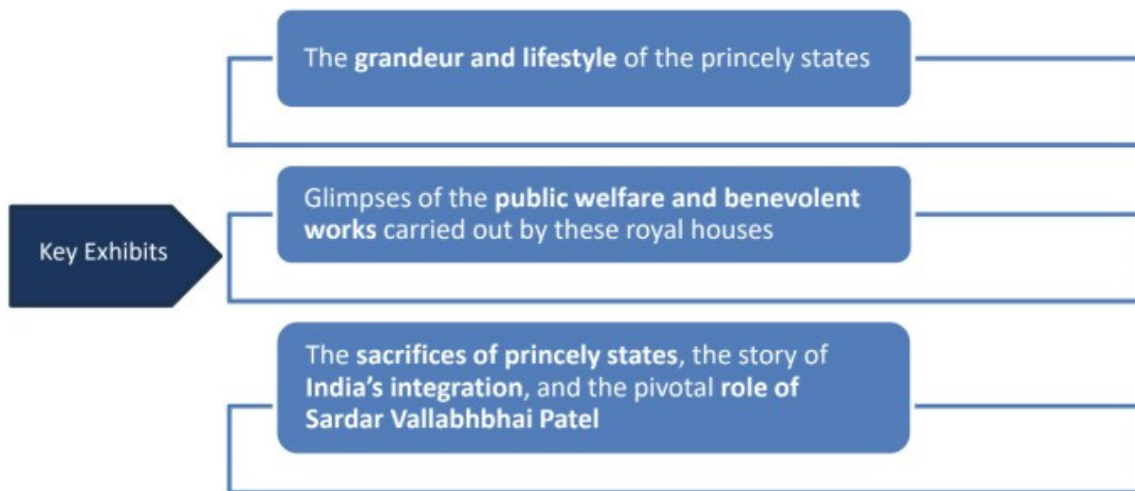 The grandeur and lifestyle of the princely states
Key Exhibits
Glimpses of the public welfare and benevolent
works carried out by these royal houses
The sacrifices of princely states, the story of
India's integration, and the pivotal role of
Sardar Vallabhbhai Patel